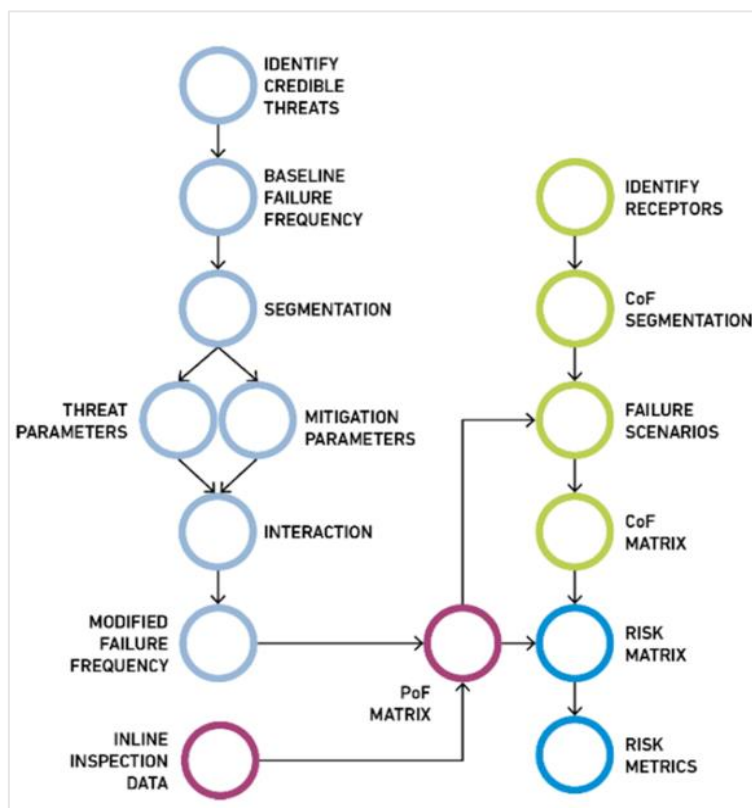 IDENTIFY
CREDIBLE
THREATS
BASELINE
FAILURE
FREQUENCY
SEGMENTATION
THREAT
PARAMETERS
MITIGATION
PARAMETERS
INTERACTION
MODIFIED
FAILURE
FREQUENCY
INLINE
INSPECTION
DATA
PoF
MATRIX
IDENTIFY
RECEPTORS
CoF
SEGMENTATION
FAILURE
SCENARIOS
CoF
MATRIX
RISK
MATRIX
RISK
METRICS